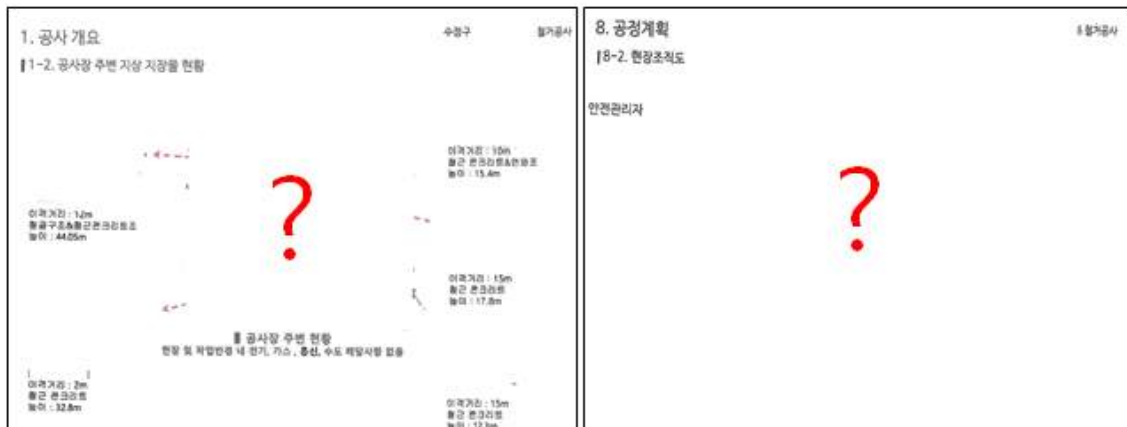 1. 공사 개요
수정구 철거공사
1-2. 공사장 주변 지상 지장물 현황
이격거리 : 10m
철근 콘크리트&연와조
높이 : 15.4m
?
이격거리 : 12m
철골구조&철근콘크리트조
높이 : 44.05m
이격거리 : 15m
철근 콘크리트
높이 : 17.8m
공사장 주변 현황
현장 및 작업반경 내 전기, 가스, 통신, 수도 해당사항 없음
이격거리 : 2m
철근 콘크리트
높이 : 32.8m
이격거리 : 15m
철근 콘크리트
8. 공정계획
철거공사
8-2. 현장조직도
안전관리자
?